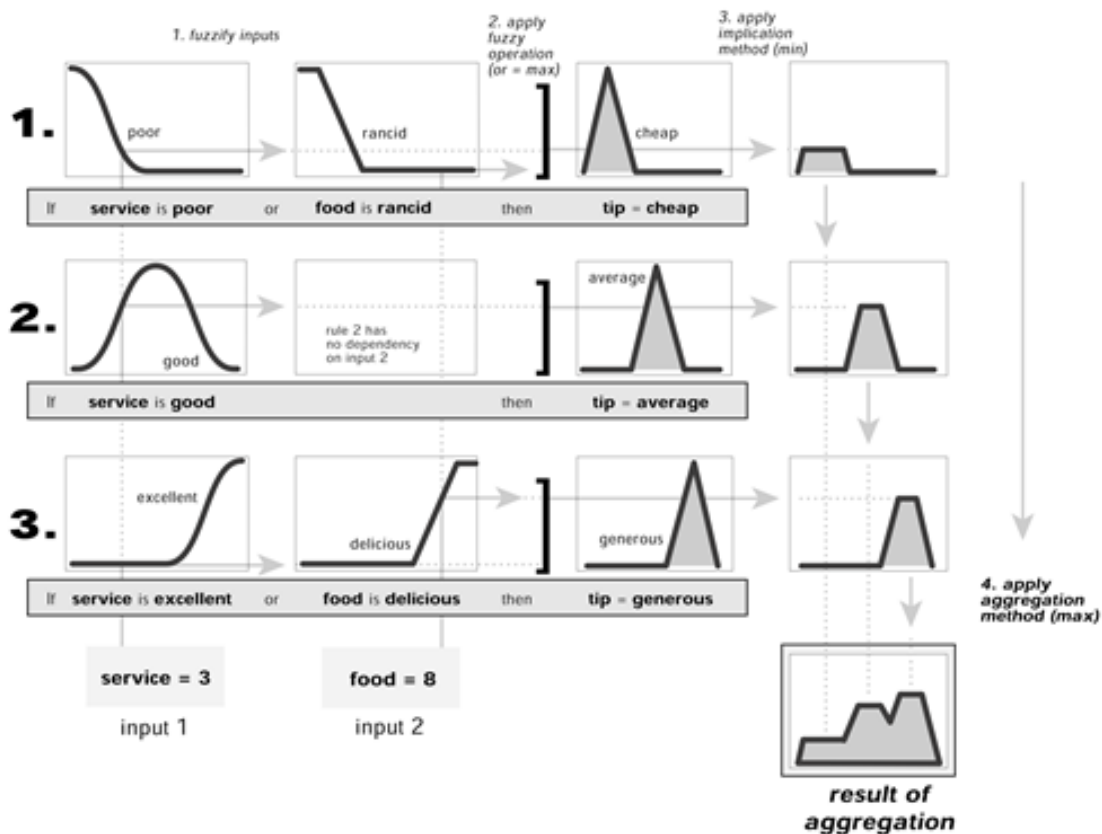 1. fuzzify inputs
2. apply
fuzzy
operation
(or = max)
3. apply
implication
method (min)
1.
poor
rancid
cheap
If service is poor or food is rancid then tip = cheap
2.
good
rule 2 has
no dependency
on input 2
average
If service is good then tip = average
3.
excellent
delicious
generous
If service is excellent or food is delicious then tip = generous
4. apply
aggregation
method (max)
service = 3
food = 8
input 1
input 2
result of
aggregation